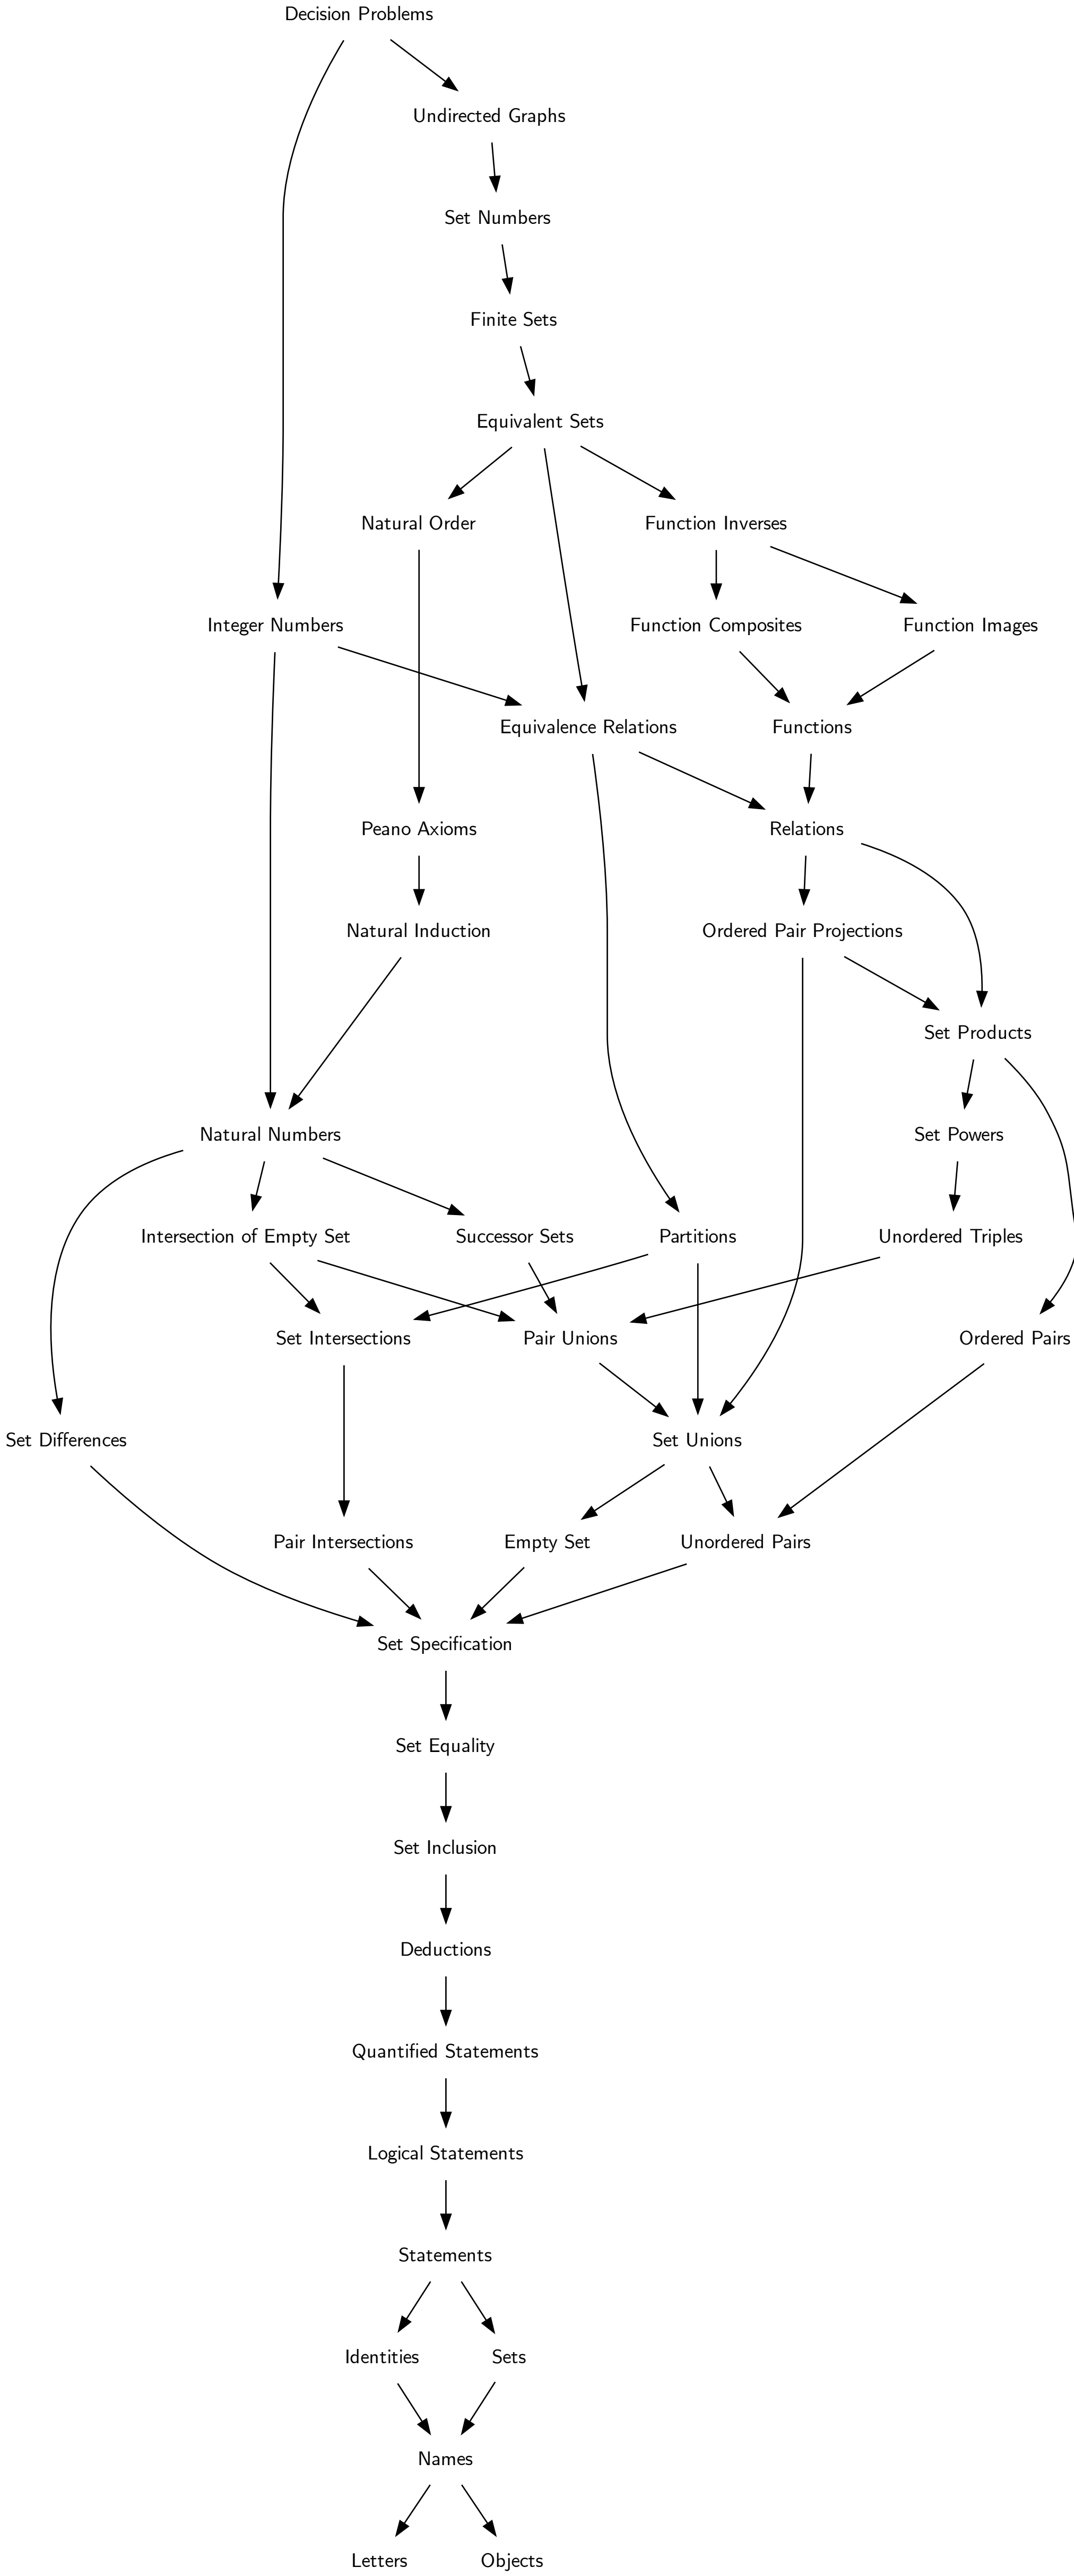 Decision Problems
Undirected Graphs
Set Numbers
Finite Sets
Equivalent Sets
Natural Order
Function Inverses
Integer Numbers
Function Composites
Function Images
Equivalence Relations
Functions
Peano Axioms
Relations
Natural Induction
Ordered Pair Projections
Set Products
Natural Numbers
Set Powers
Intersection of Empty Set
Successor Sets
Partitions
Unordered Triples
Set Intersections
Pair Unions
Ordered Pairs
Set Differences
Set Unions
Pair Intersections
Empty Set
Unordered Pairs
Set Specification
Set Equality
Set Inclusion
Deductions
Quantified Statements
Logical Statements
Statements
Identities
Sets
Names
Letters
Objects